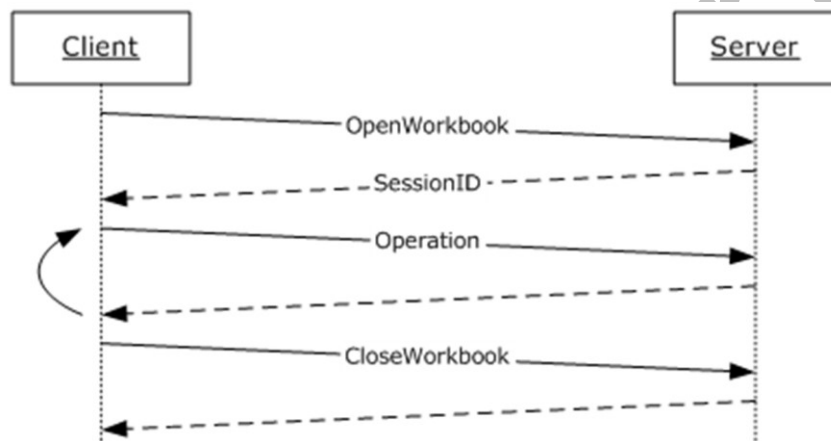 Client
Server
OpenWorkbook
SessionID
Operation
CloseWorkbook